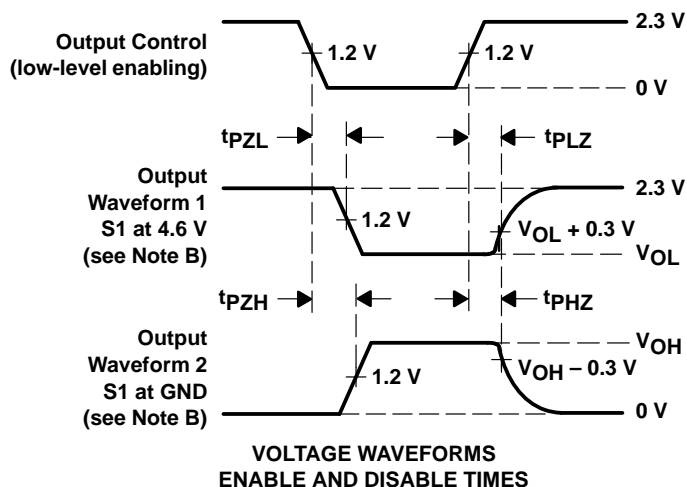 Output Control
(low-level enabling)
1.2 V
1.2 V
2.3 V
0 V
tPZL
tPLZ
Output
Waveform 1
S1 at 4.6 V
(see Note B)
1.2 V
2.3 V
VOL + 0.3 V
VOL
tPZH
tPHZ
Output
Waveform 2
S1 at GND
(see Note B)
1.2 V
VOH
VOH – 0.3 V
0 V
VOLTAGE WAVEFORMS
ENABLE AND DISABLE TIMES